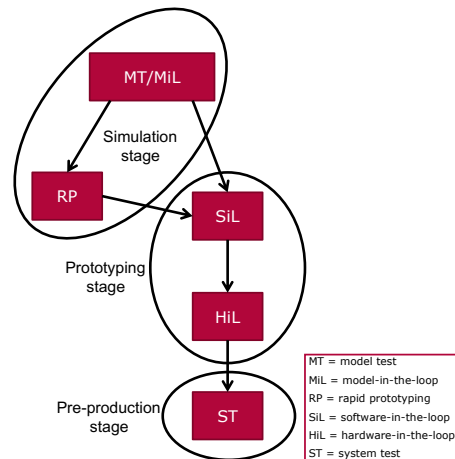 MT/MiL
Simulation
stage
RP
SiL
Prototyping
stage
HiL
Pre-production
stage
ST
MT = model test
MiL = model-in-the-loop
RP = rapid prototyping
SiL = software-in-the-loop
HiL = hardware-in-the-loop
ST = system test